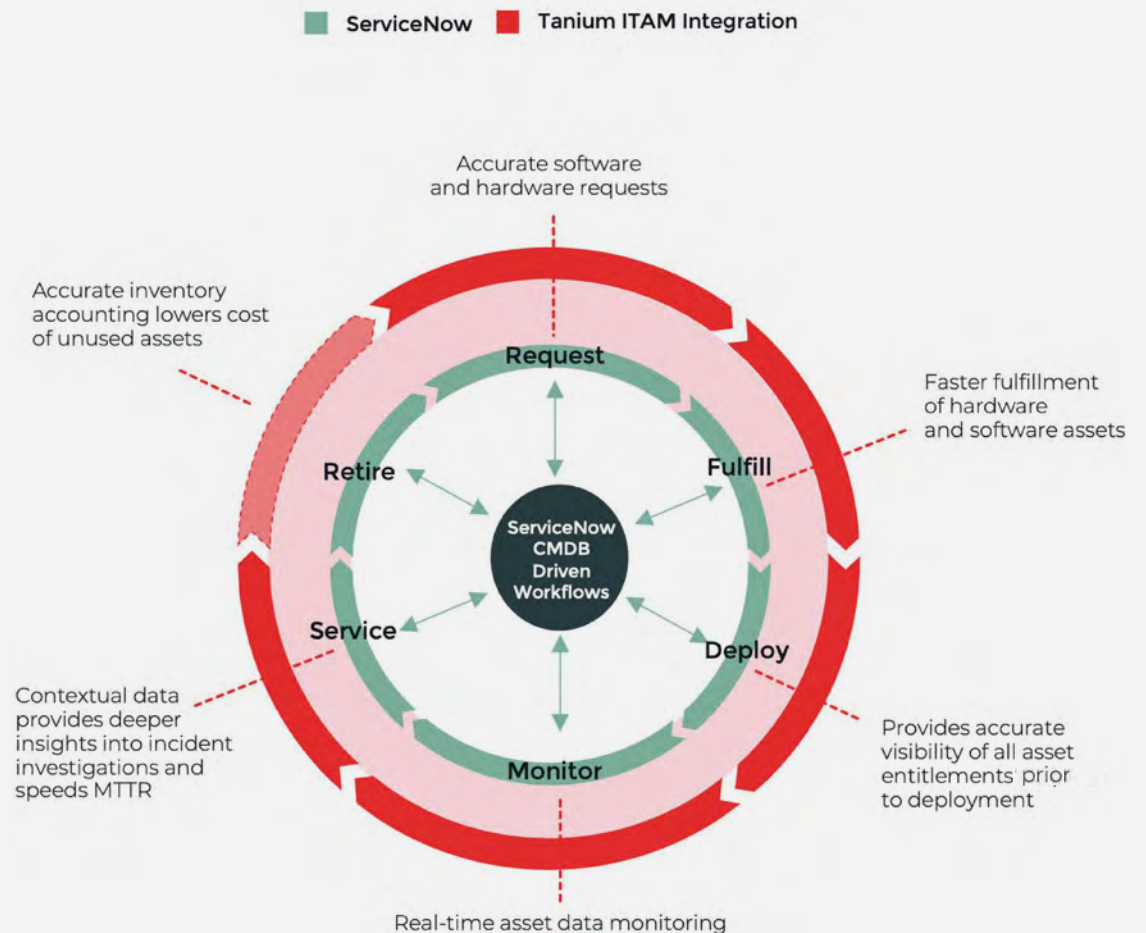 ServiceNow
Tanium ITAM Integration
Accurate software
and hardware requests
Accurate inventory
accounting lowers cost
of unused assets
Request
Faster fulfillment
of hardware
and software assets
Retire
Fulfill
ServiceNow
CMDB
Driven
Workflows
Service
Deploy
Contextual data
provides deeper
insights into incident
investigations and
speeds MTTR
Provides accurate
visibility of all asset
entitlements prior
to deployment
Monitor
Real-time asset data monitoring